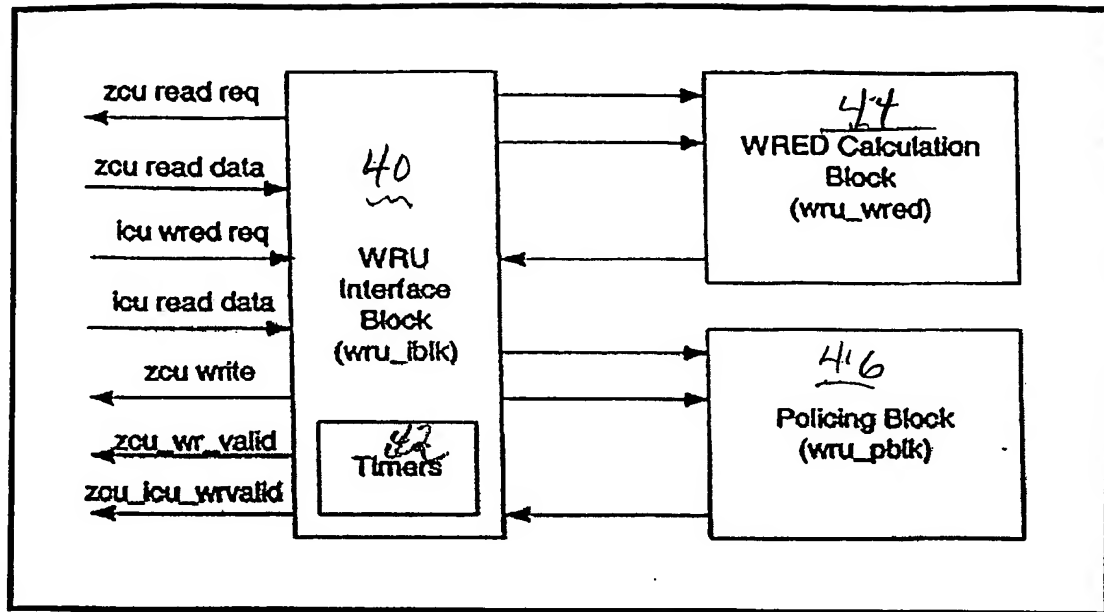 zcu read req
zcu read data
icu wred req
icu read data
zcu write
zcu_wr_valid
zcu_icu_wrvalid
40
WRU
Interface
Block
(wru_iblk)
42
Timers
44
WRED Calculation
Block
(wru_wred)
46
Policing Block
(wru_pblk)